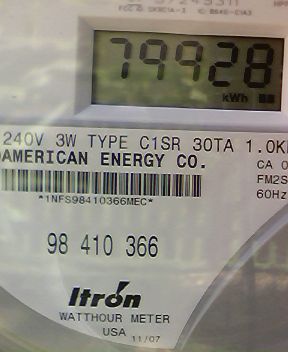 79928
kWh
240V 3W TYPE C1SR 30TA 1.0K
AMERICAN ENERGY CO.
CA 0
*1NFS98410366MEC*
FM2S
60Hz
98 410 366
Itron
WATTHOUR METER
USA 11/07